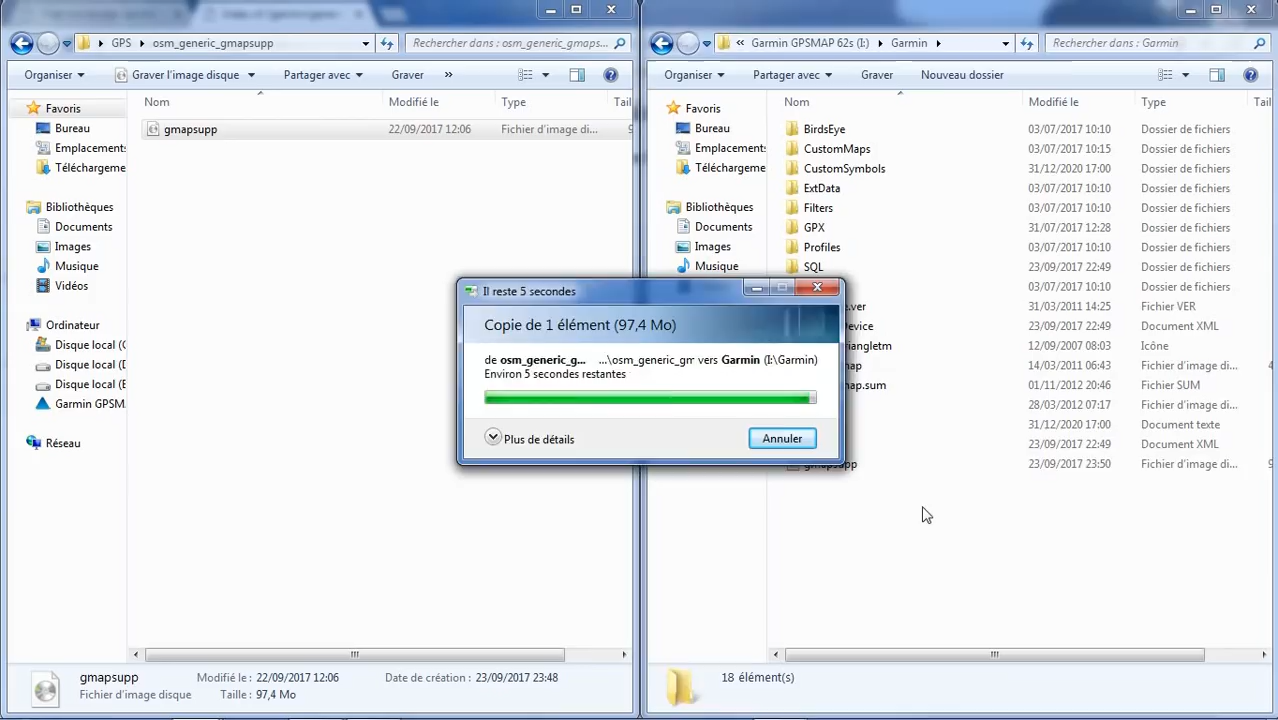 GPS ▸ osm_generic_gmapsupp
Rechercher dans : osm_generic_gmaps...
Organiser
Graver l'image disque
Partager avec
Graver
»
Nom
Modifié le
Type
Tail
gmapsupp
22/09/2017 12:06
Fichier d'image di...
Favoris
Bureau
Emplacements
Téléchargeme
Bibliothèques
Documents
Images
Musique
Vidéos
Ordinateur
Disque local (C
Disque local (D
Disque local (E
Garmin GPSMA
Réseau
gmapsupp
Modifié le : 22/09/2017 12:06
Date de création : 23/09/2017 23:48
Fichier d'image disque
Taille : 97,4 Mo
« Garmin GPSMAP 62s (I:) ▸ Garmin ▸
Rechercher dans : Garmin
Organiser
Partager avec
Graver
Nouveau dossier
Nom
Modifié le
Type
Tail
Favoris
Bureau
Emplacements
Téléchargeme
Bibliothèques
Documents
Images
Musique
BirdsEye 03/07/2017 10:10 Dossier de fichiers
CustomMaps 03/07/2017 10:15 Dossier de fichiers
CustomSymbols 31/12/2020 17:00 Dossier de fichiers
ExtData 03/07/2017 10:10 Dossier de fichiers
Filters 03/07/2017 10:10 Dossier de fichiers
GPX 31/07/2017 12:28 Dossier de fichiers
Profiles 03/07/2017 10:10 Dossier de fichiers
SQL 23/09/2017 22:49 Dossier de fichiers
e.ver 31/03/2011 14:25 Fichier VER
evice 23/09/2017 22:49 Document XML
riangletm 12/09/2007 08:03 Icône
map 14/03/2011 06:43 Fichier d'image di... 4
map.sum 01/11/2012 20:46 Fichier SUM
28/03/2012 07:17 Fichier d'image di...
31/12/2020 17:00 Document texte
23/09/2017 22:49 Document XML
gmapsupp 23/09/2017 23:50 Fichier d'image di... 9
18 élément(s)
Il reste 5 secondes
Copie de 1 élément (97,4 Mo)
de osm_generic_g... ...\osm_generic_gm vers Garmin (I:\Garmin)
Environ 5 secondes restantes
Plus de détails
Annuler